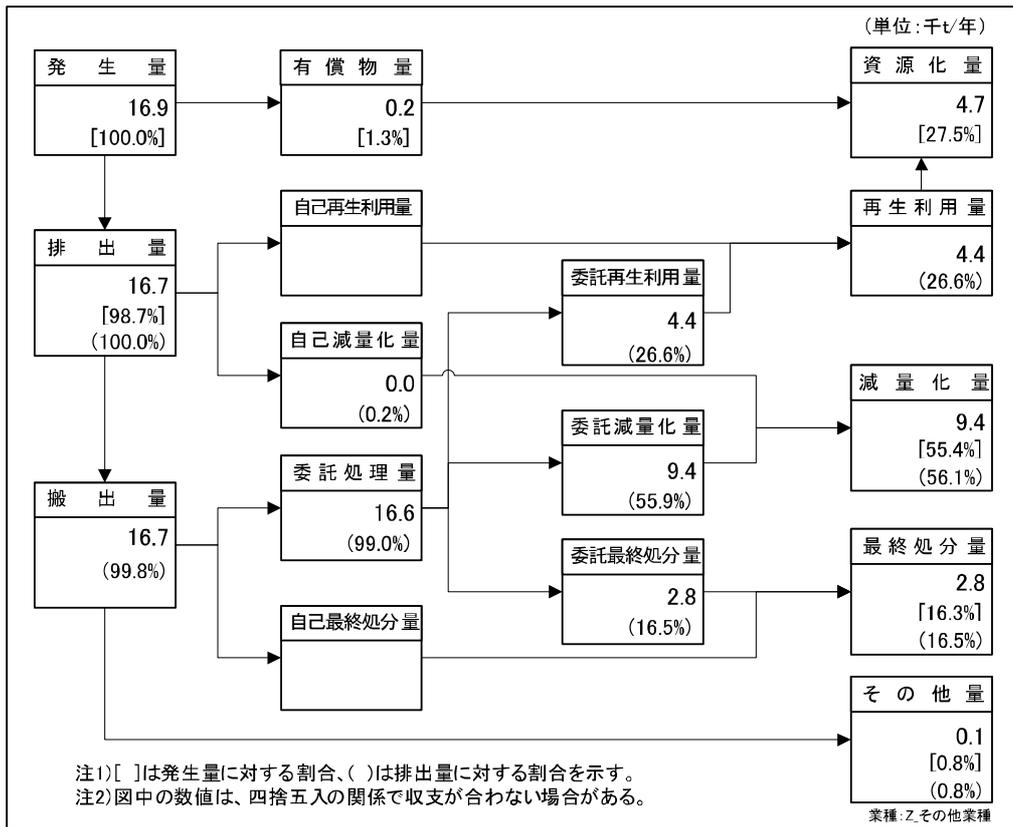 (単位:千t/年)
発生量
16.9
[100.0%]
有償物量
0.2
[1.3%]
資源化量
4.7
[27.5%]
排出量
16.7
[98.7%]
(100.0%)
自己再生利用量
再生利用量
4.4
(26.6%)
委託再生利用量
4.4
(26.6%)
自己減量化量
0.0
(0.2%)
減量化量
9.4
[55.4%]
(56.1%)
委託減量化量
9.4
(55.9%)
搬出量
16.7
(99.8%)
委託処理量
16.6
(99.0%)
委託最終処分量
2.8
(16.5%)
最終処分量
2.8
[16.3%]
(16.5%)
自己最終処分量
その他量
0.1
[0.8%]
(0.8%)
注1)[ ]は発生量に対する割合、( )は排出量に対する割合を示す。
注2)図中の数値は、四捨五入の関係で収支が合わない場合がある。
業種:Z_その他業種